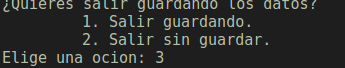 ¿Quieres salir guardando los datos?
1. Salir guardando.
2. Salir sin guardar.
Elige una ocion: 3